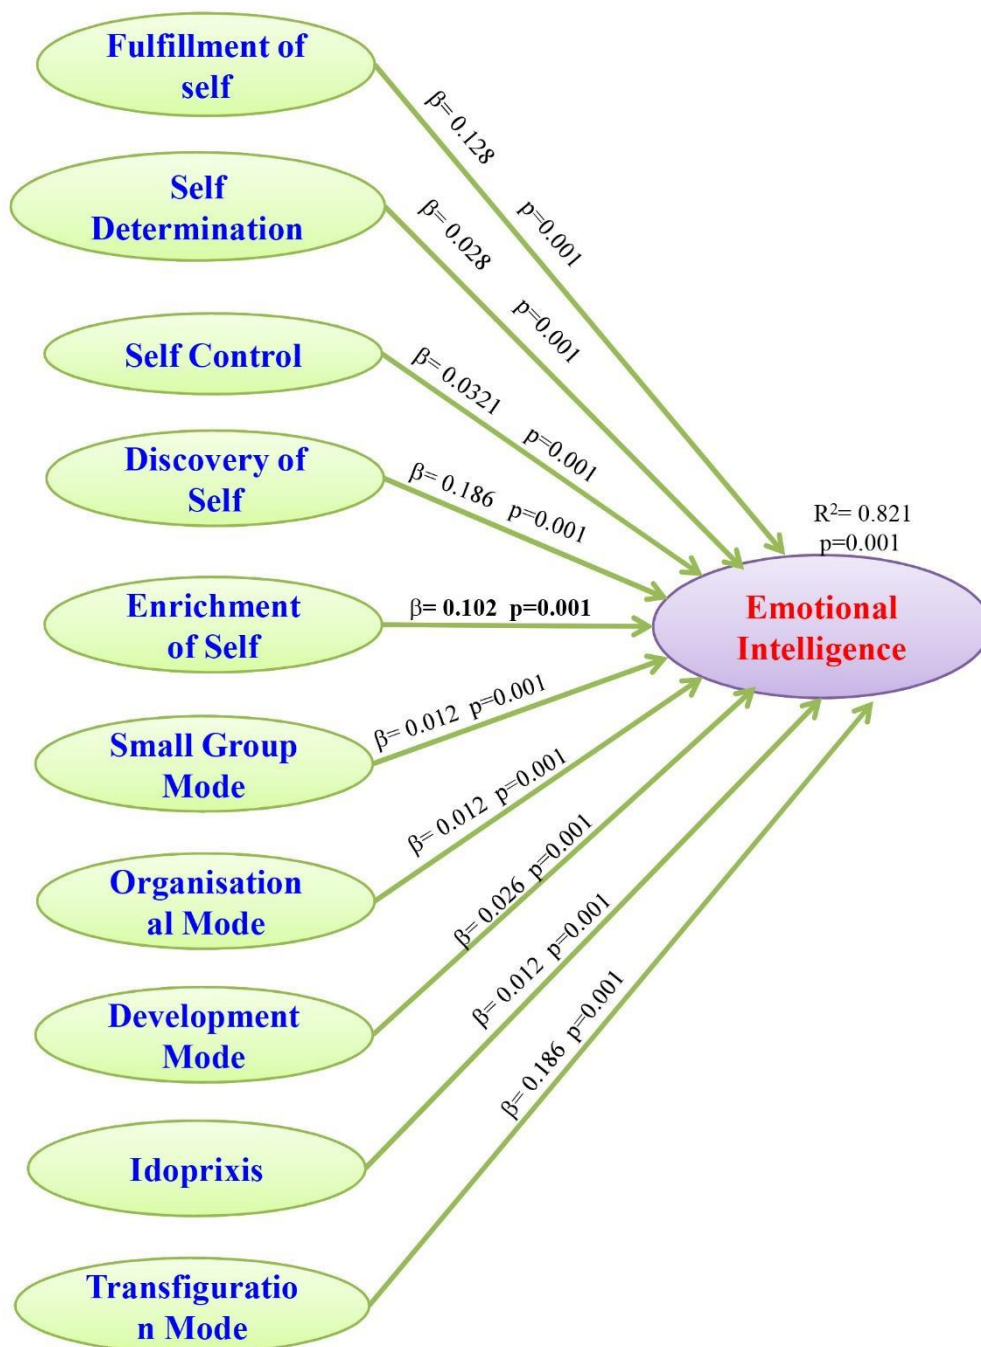 Fulfillment of
self
β= 0.128
p=0.001
Self
Determination
β= 0.028
p=0.001
Self Control
β= 0.0321
p=0.001
Discovery of
Self
β= 0.186 p=0.001
R²= 0.821
p=0.001
Enrichment
of Self
β= 0.102 p=0.001
Emotional
Intelligence
Small Group
Mode
β= 0.012 p=0.001
Organisation
al Mode
β= 0.012 p=0.001
Development
Mode
β= 0.026 p=0.001
Idoprixis
β= 0.012 p=0.001
Transfiguratio
n Mode
β= 0.186 p=0.001